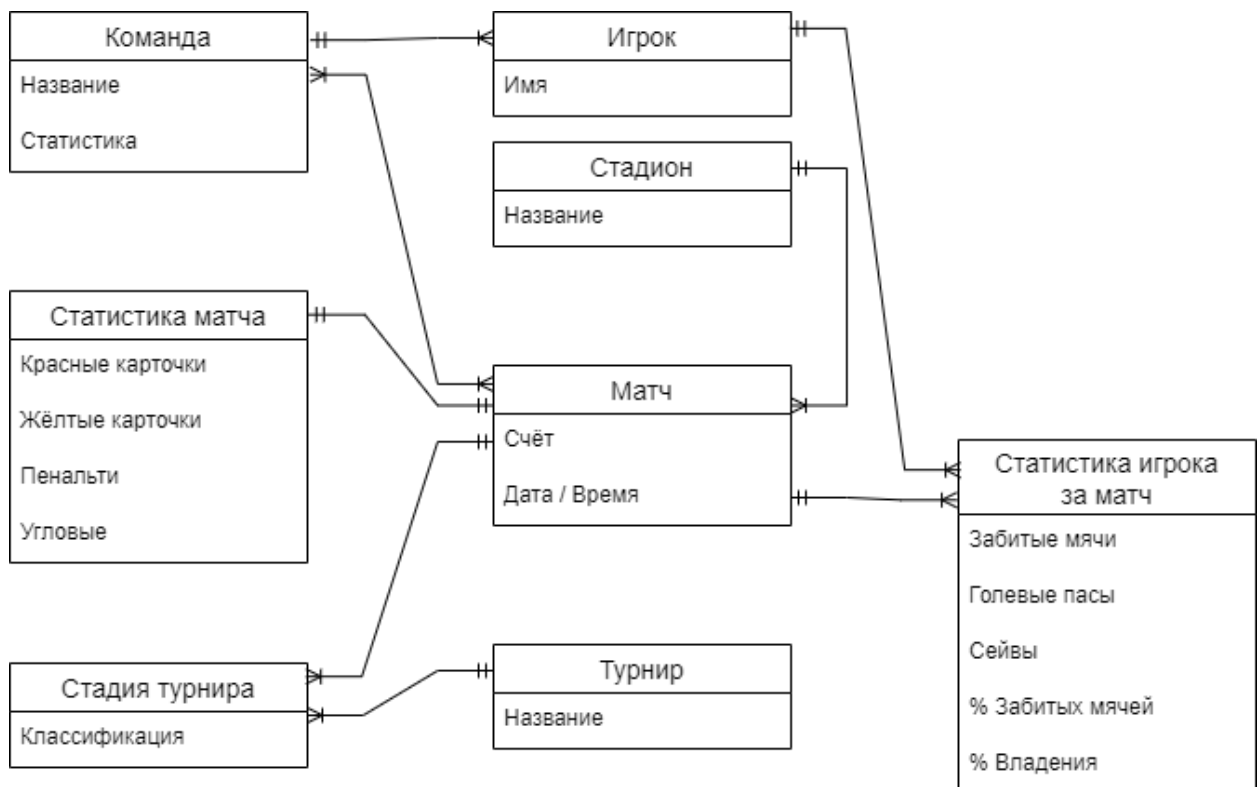 Команда
Название
Статистика
Игрок
Имя
Стадион
Название
Статистика матча
Красные карточки
Жёлтые карточки
Пенальти
Угловые
Матч
Счёт
Дата / Время
Статистика игрока
за матч
Забитые мячи
Голевые пасы
Сейвы
% Забитых мячей
% Владения
Стадия турнира
Классификация
Турнир
Название